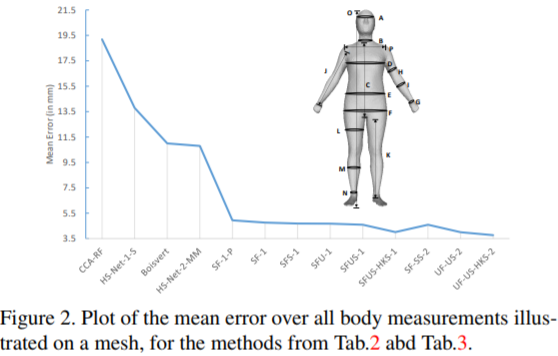 21.5
19.5
17.5
15.5
13.5
11.5
9.5
7.5
5.5
3.5
Mean Error (in mm)
CCA-RF
HS-Net-1-S
Boisvert
HS-Net-2-MM
SF-1-P
SF-1
SFS-1
SFU-1
SFUS-1
SFUS-HKS-1
SF-SS-2
UF-US-2
UF-US-HKS-2
O
A
B
P
D
H
J
I
C
G
E
F
L
K
M
N
Figure 2. Plot of the mean error over all body measurements illus-
trated on a mesh, for the methods from Tab.2 abd Tab.3.